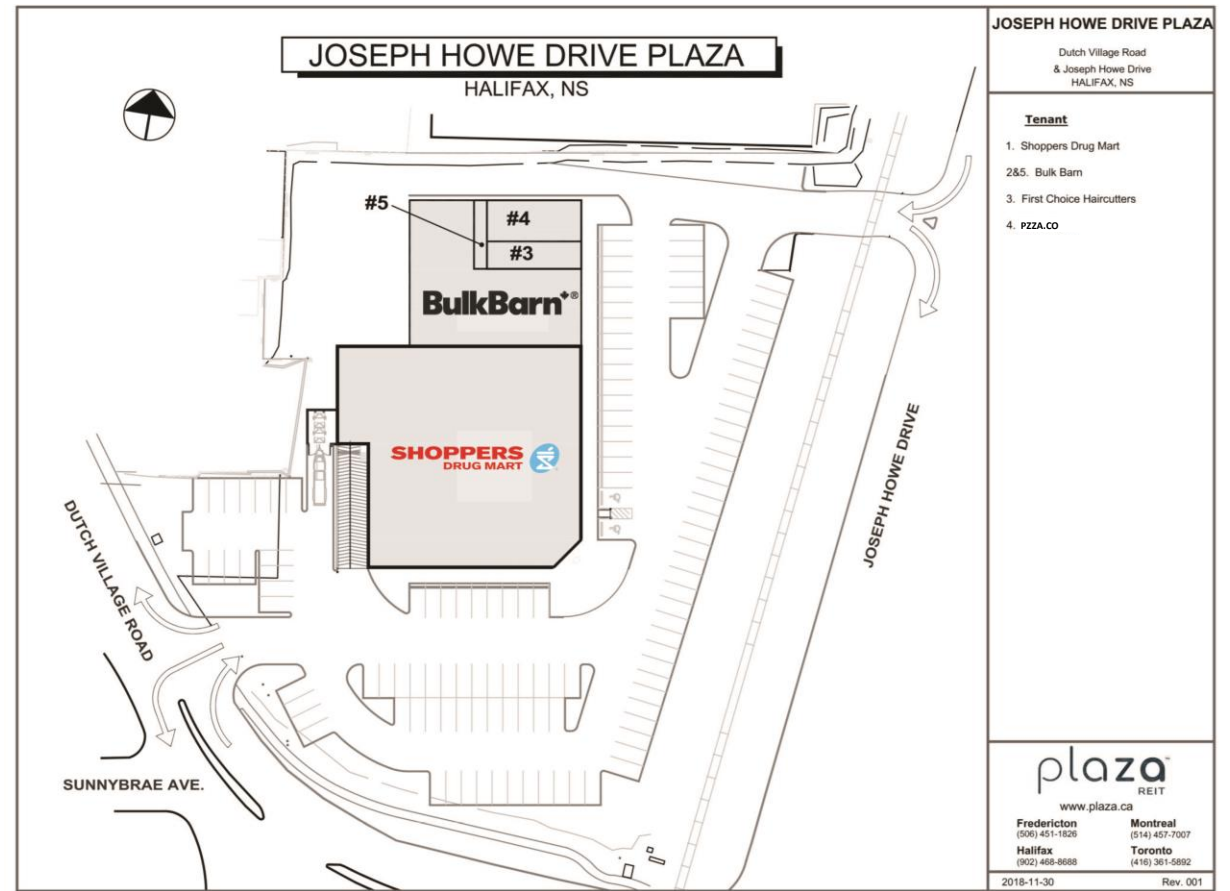 JOSEPH HOWE DRIVE PLAZA
HALIFAX, NS
#5
#4
#3
BulkBarn®
SHOPPERS
DRUG MART
DUTCH VILLAGE ROAD
JOSEPH HOWE DRIVE
SUNNYBRAE AVE.
JOSEPH HOWE DRIVE PLAZA
Dutch Village Road
& Joseph Howe Drive
HALIFAX, NS
Tenant
1. Shoppers Drug Mart
2&5. Bulk Barn
3. First Choice Haircutters
4. PZZA.CO
plaza
REIT
www.plaza.ca
Fredericton
(506) 451-1826
Montreal
(514) 457-7007
Halifax
(902) 468-8688
Toronto
(416) 361-5892
2018-11-30 Rev. 001